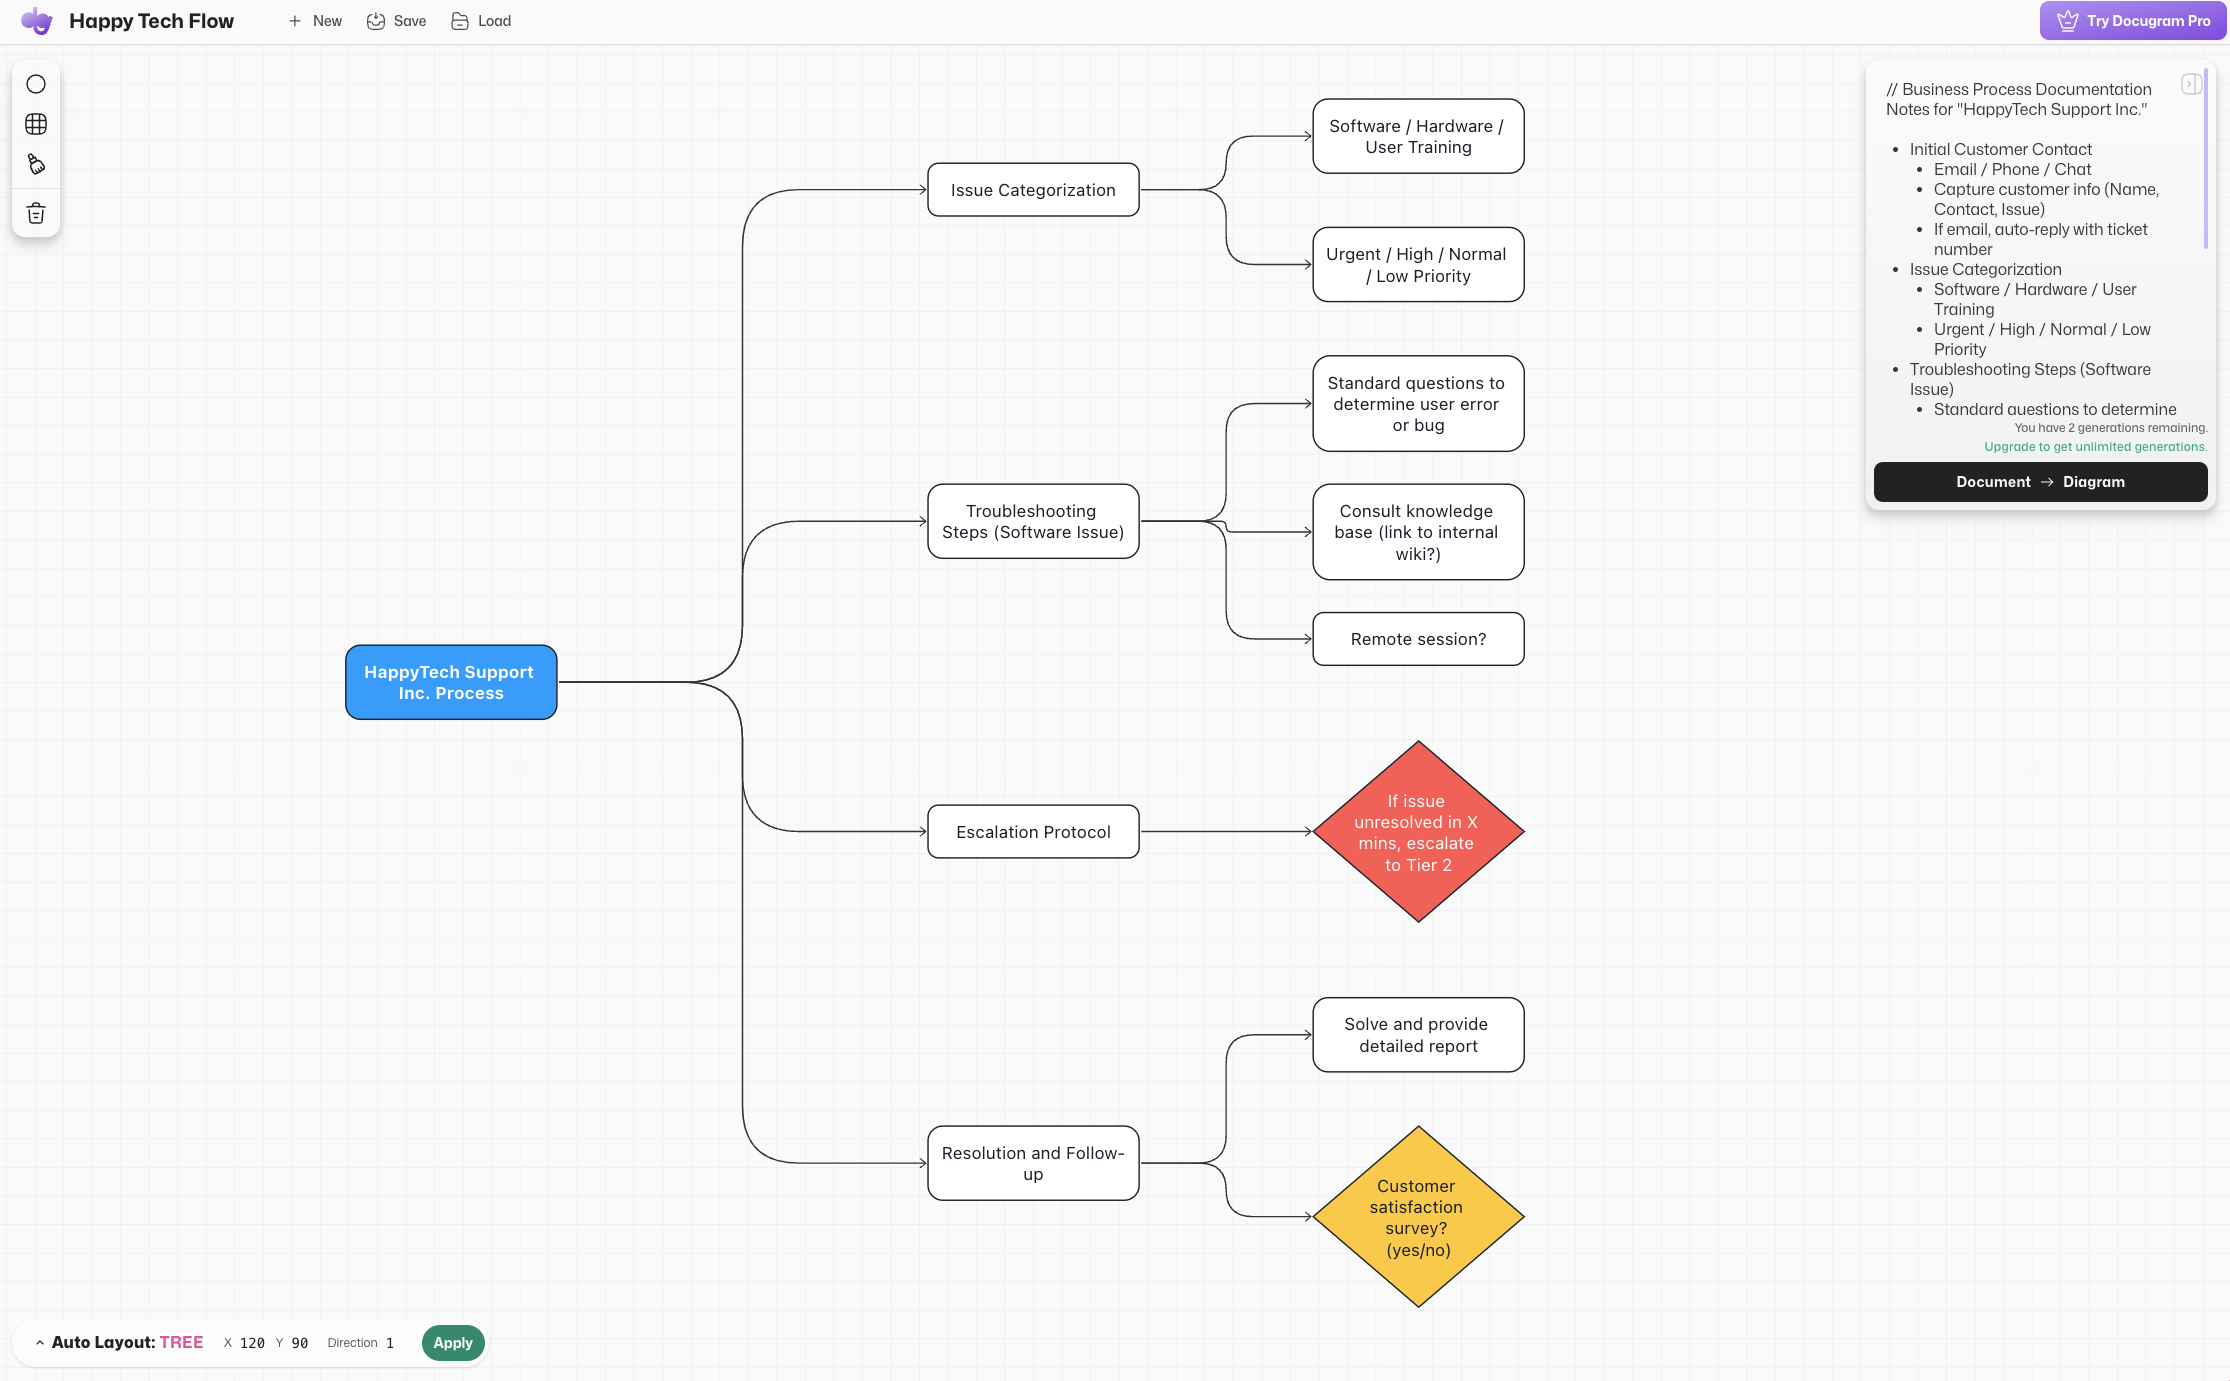 Happy Tech Flow
New
Save
Load
Try Docugram Pro
// Business Process Documentation
Notes for "HappyTech Support Inc."
• Initial Customer Contact
• Email / Phone / Chat
• Capture customer info (Name,
Contact, Issue)
• If email, auto-reply with ticket
number
• Issue Categorization
• Software / Hardware / User
Training
• Urgent / High / Normal / Low
Priority
• Troubleshooting Steps (Software
Issue)
• Standard questions to determine
You have 2 generations remaining.
Upgrade to get unlimited generations.
Document → Diagram
HappyTech Support
Inc. Process
Issue Categorization
Software / Hardware /
User Training
Urgent / High / Normal
/ Low Priority
Troubleshooting
Steps (Software Issue)
Standard questions to
determine user error
or bug
Consult knowledge
base (link to internal
wiki?)
Remote session?
Escalation Protocol
If issue
unresolved in X
mins, escalate
to Tier 2
Resolution and Follow-
up
Solve and provide
detailed report
Customer
satisfaction
survey?
(yes/no)
Auto Layout: TREE X 120 Y 90 Direction 1 Apply